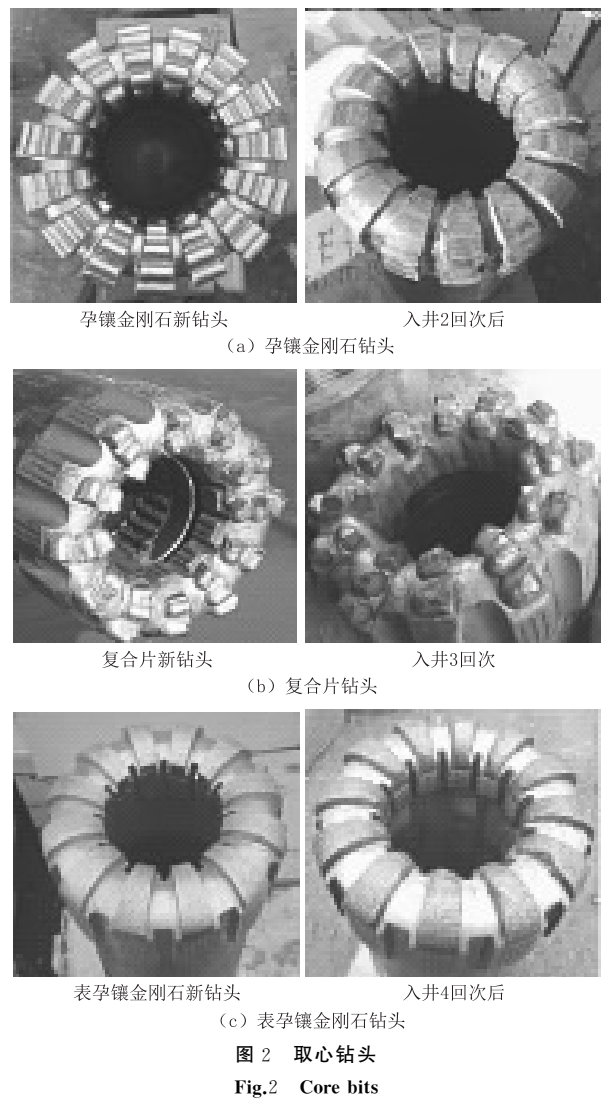 孕镶金刚石新钻头 入井2回次后
（a）孕镶金刚石钻头
复合片新钻头 入井3回次
（b）复合片钻头
表孕镶金刚石新钻头 入井4回次后
（c）表孕镶金刚石钻头
图 2 取心钻头
Fig.2 Core bits